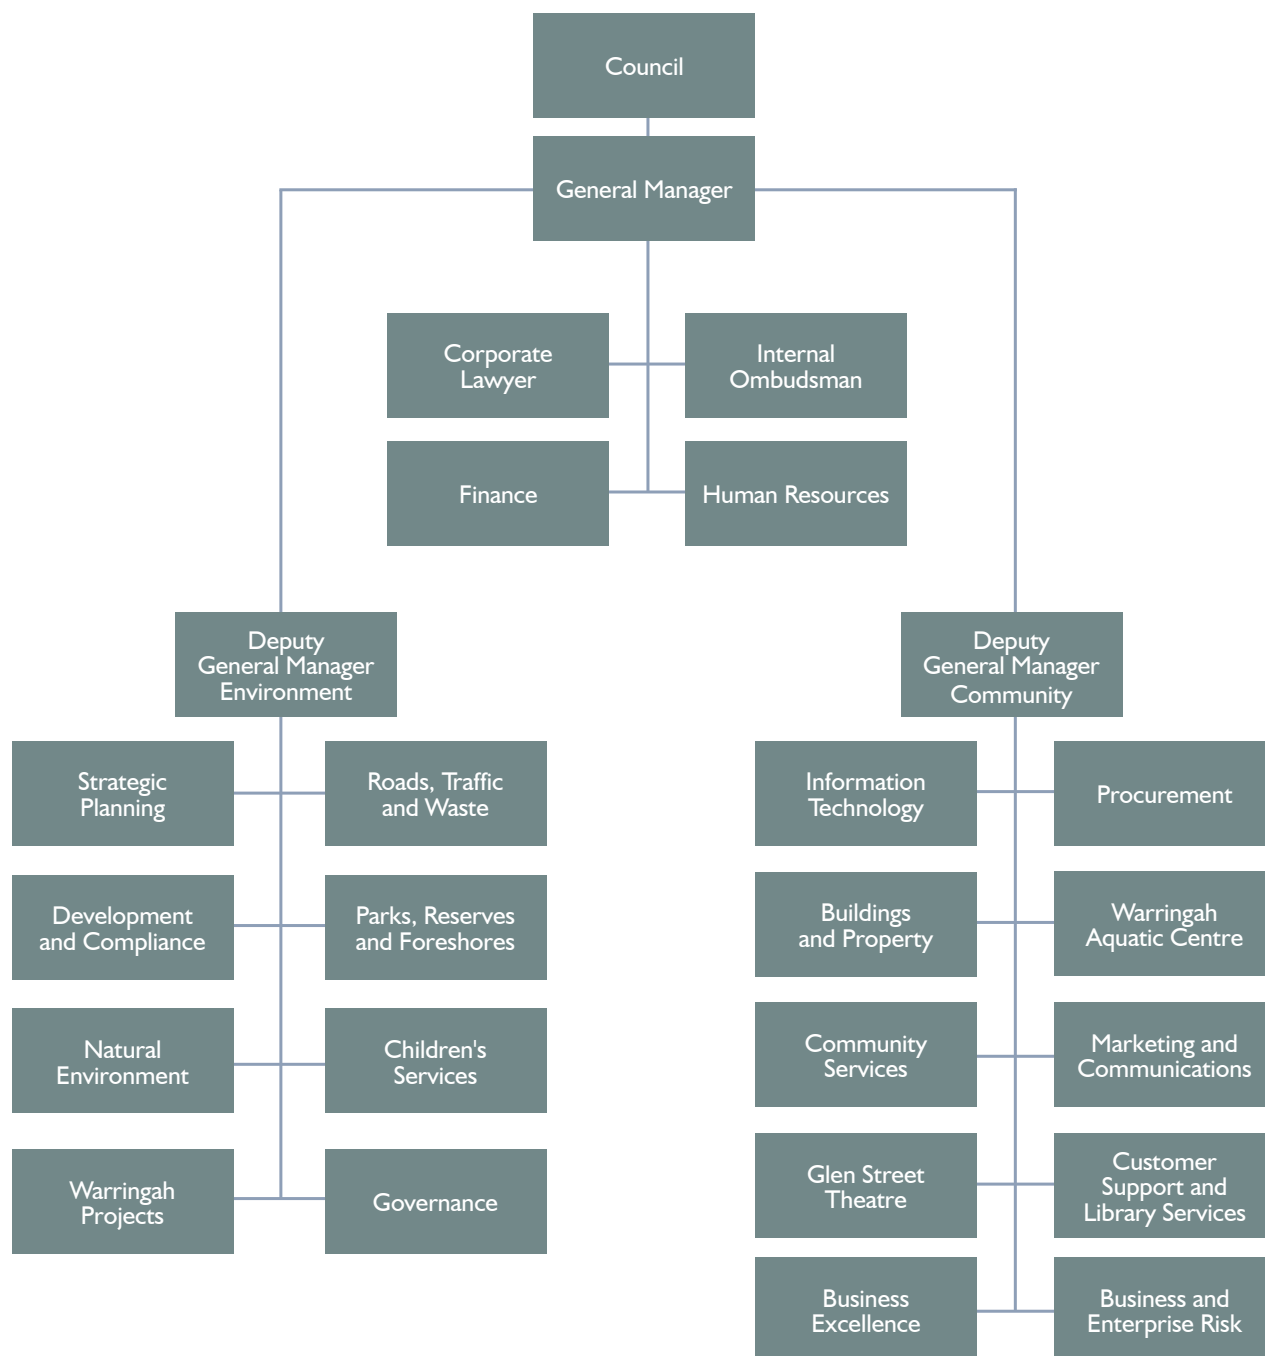 Council
General Manager
Corporate
Lawyer
Internal
Ombudsman
Finance
Human Resources
Deputy
General Manager
Environment
Deputy
General Manager
Community
Strategic
Planning
Roads, Traffic
and Waste
Information
Technology
Procurement
Development
and Compliance
Parks, Reserves
and Foreshores
Buildings
and Property
Warringah
Aquatic Centre
Natural
Environment
Children's
Services
Community
Services
Marketing and
Communications
Warringah
Projects
Governance
Glen Street
Theatre
Customer
Support and
Library Services
Business
Excellence
Business and
Enterprise Risk